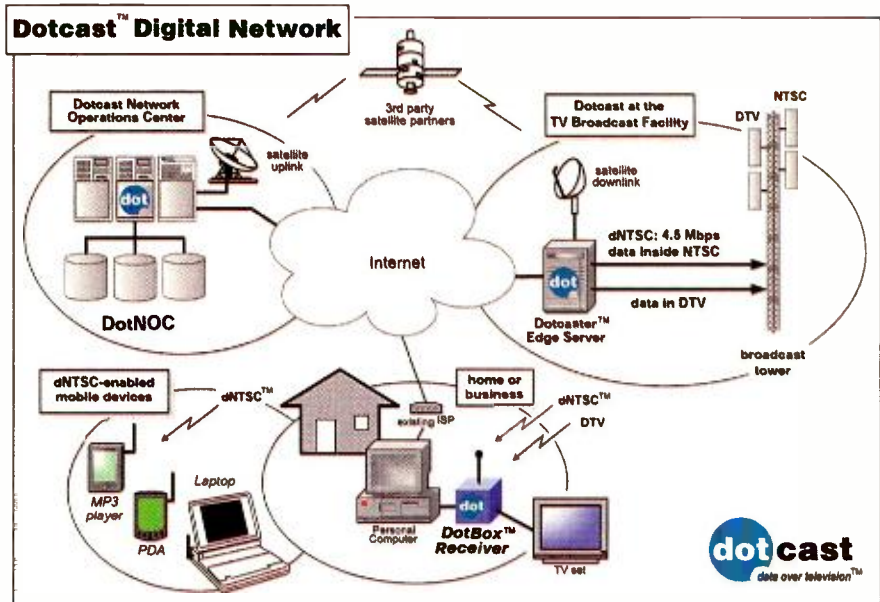 Dotcast™ Digital Network
3rd party
satellite partners
Dotcast Network
Operations Center
satellite
uplink
dot
DotNOC
Internet
Dotcast at the
TV Broadcast Facility
NTSC
DTV
satellite
downlink
dNTSC: 4.5 Mbps
data inside NTSC
data in DTV
dot
Dotcaster™
Edge Server
broadcast
tower
dNTSC-enabled
mobile devices
dNTSC™
MP3
player
PDA
Laptop
home or
business
existing ISP
dNTSC™
DTV
Personal
Computer
dot
DotBox™
Receiver
TV set
dotcast
data over television™